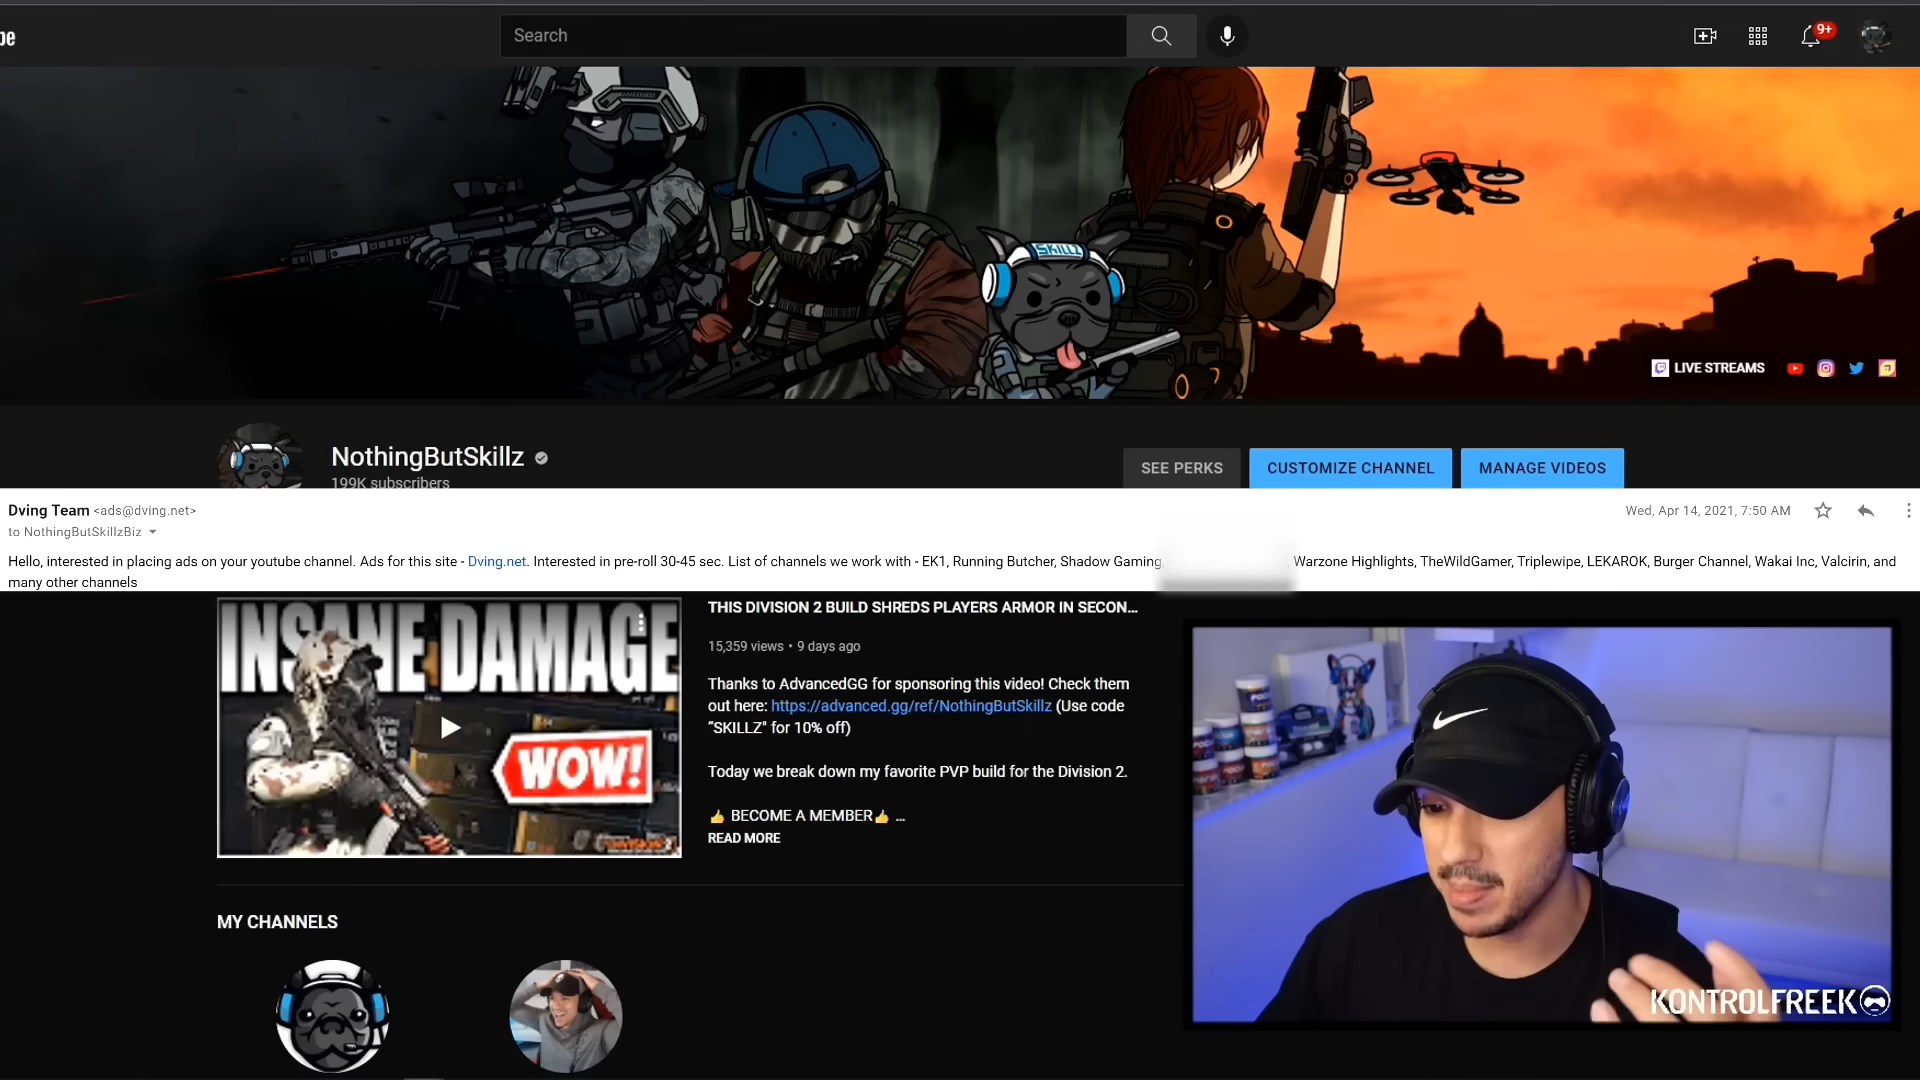 be
Search
9+
SKILLZ
LIVE STREAMS
NothingButSkillz
199K subscribers
SEE PERKS
CUSTOMIZE CHANNEL
MANAGE VIDEOS
Dving Team <ads@dving.net>
Wed, Apr 14, 2021, 7:50 AM
to NothingButSkillzBiz
Hello, interested in placing ads on your youtube channel. Ads for this site - Dving.net. Interested in pre-roll 30-45 sec. List of channels we work with - EK1, Running Butcher, Shadow Gaming, Warzone Highlights, TheWildGamer, Triplewipe, LEKAROK, Burger Channel, Wakai Inc, Valcirin, and
many other channels
INSANE DAMAGE
WOW!
THIS DIVISION 2 BUILD SHREDS PLAYERS ARMOR IN SECON...
15,359 views • 9 days ago
Thanks to AdvancedGG for sponsoring this video! Check them
out here: https://advanced.gg/ref/NothingButSkillz (Use code
“SKILLZ" for 10% off)
Today we break down my favorite PVP build for the Division 2.
👍 BECOME A MEMBER👍 ...
READ MORE
MY CHANNELS
KONTROLFREEK